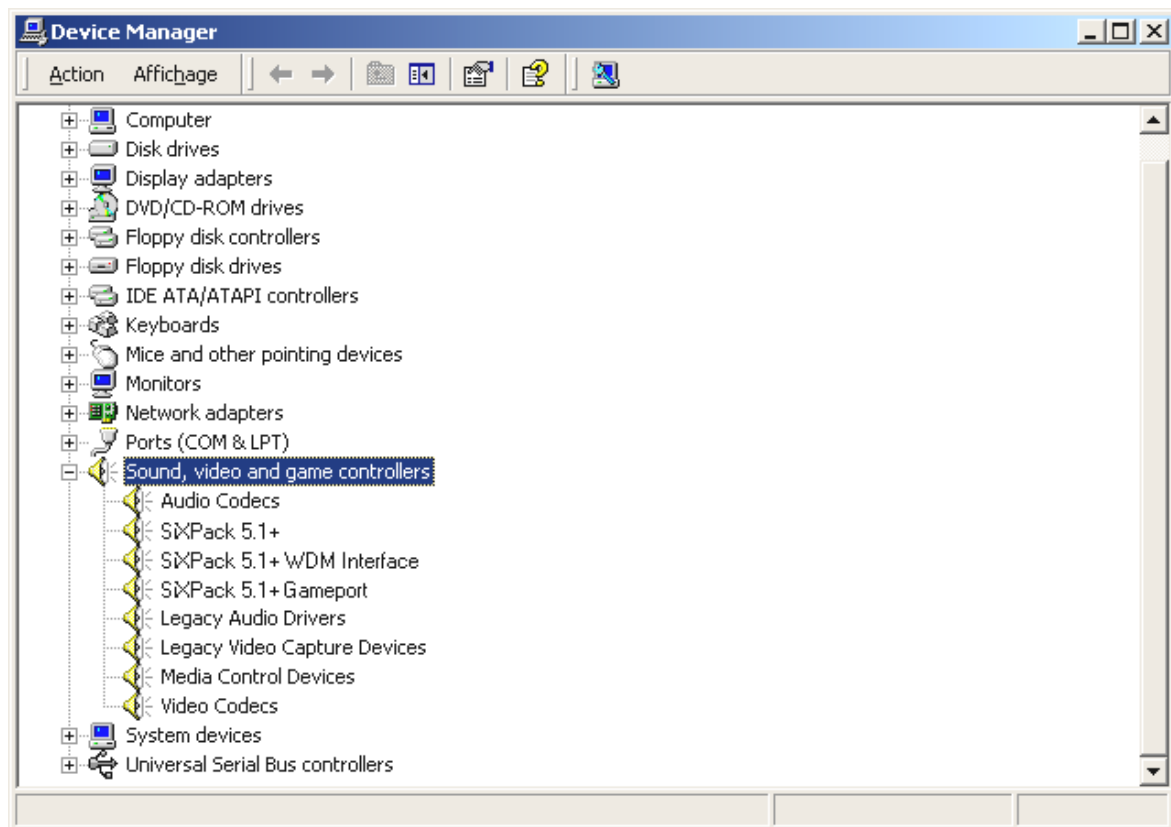 Device Manager
Action Affichage
Computer
Disk drives
Display adapters
DVD/CD-ROM drives
Floppy disk controllers
Floppy disk drives
IDE ATA/ATAPI controllers
Keyboards
Mice and other pointing devices
Monitors
Network adapters
Ports (COM & LPT)
Sound, video and game controllers
Audio Codecs
SiXPack 5.1+
SiXPack 5.1+ WDM Interface
SiXPack 5.1+ Gameport
Legacy Audio Drivers
Legacy Video Capture Devices
Media Control Devices
Video Codecs
System devices
Universal Serial Bus controllers